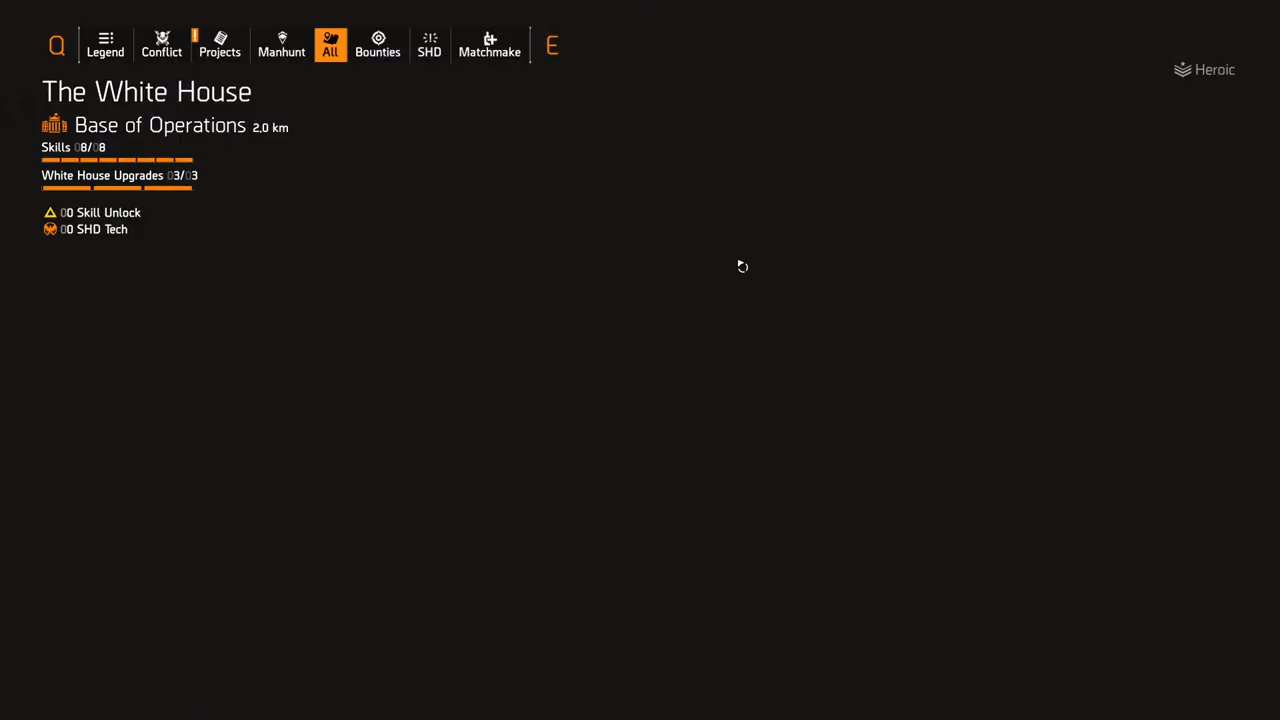 Q Legend Conflict Projects Manhunt All Bounties SHD Matchmake E
Heroic
The White House
Base of Operations 2,0 km
Skills 08/08
White House Upgrades 03/03
00 Skill Unlock
00 SHD Tech